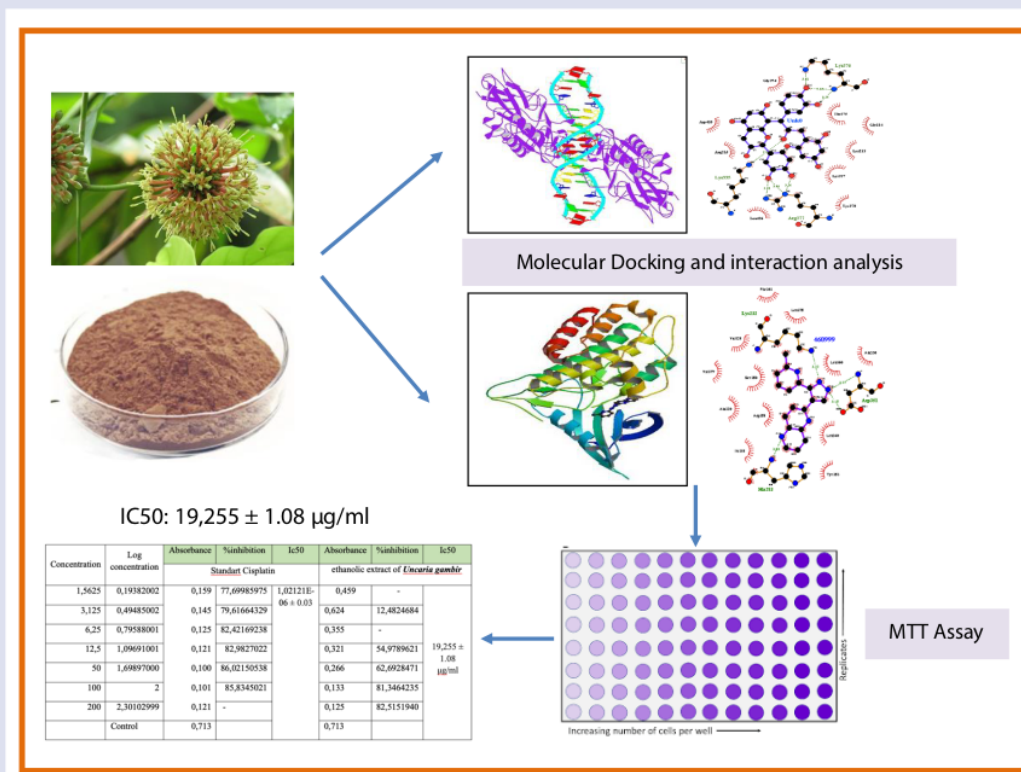 Molecular Docking and interaction analysis
IC50: 19,255 ± 1.08 µg/ml
Concentration Log concentration Absorbance %inhibition Ic50 Absorbance %inhibition Ic50
Standart Cisplatin ethanolic extract of Uncaria gambir
1,5625 0,19382002 0,159 77,69985975 1,02121E-06 ± 0.03 0,459 - 19,255 ± 1.08 µg/ml
3,125 0,49485002 0,145 79,61664329 0,624 12,4824684
6,25 0,79588001 0,125 82,42169238 0,355 -
12,5 1,09691001 0,121 82,9827022 0,321 54,9789621
50 1,69897000 0,100 86,02150538 0,266 62,6928471
100 2 0,101 85,8345021 0,133 81,3464235
200 2,30102999 0,121 - 0,125 82,5151940
Control 0,713 0,713
Replicates
Increasing number of cells per well
MTT Assay